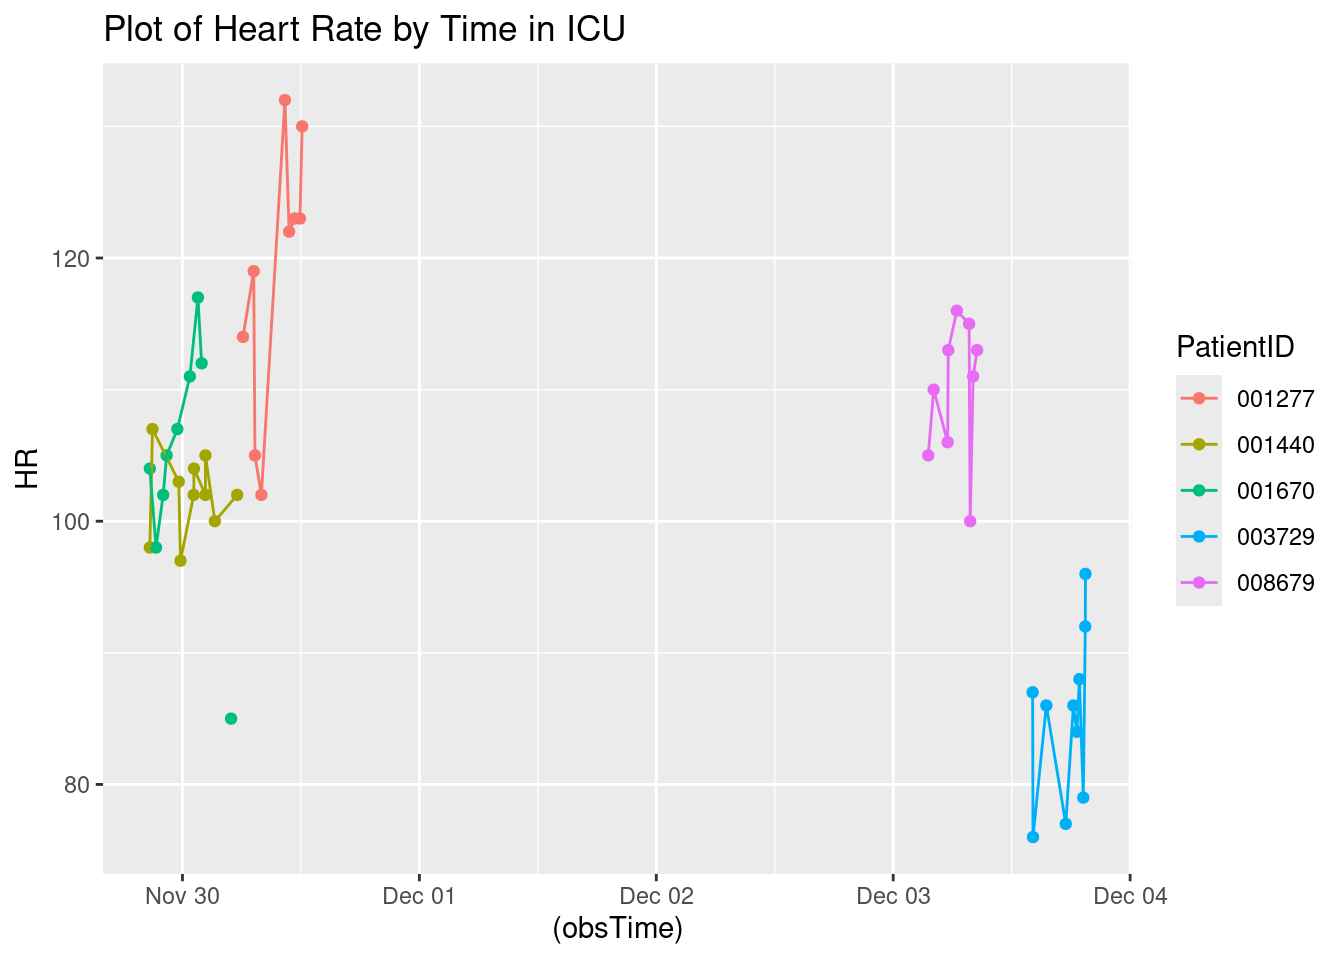 Plot of Heart Rate by Time in ICU
120
100
80
HR
Nov 30
Dec 01
Dec 02
Dec 03
Dec 04
(obsTime)
PatientID
001277
001440
001670
003729
008679